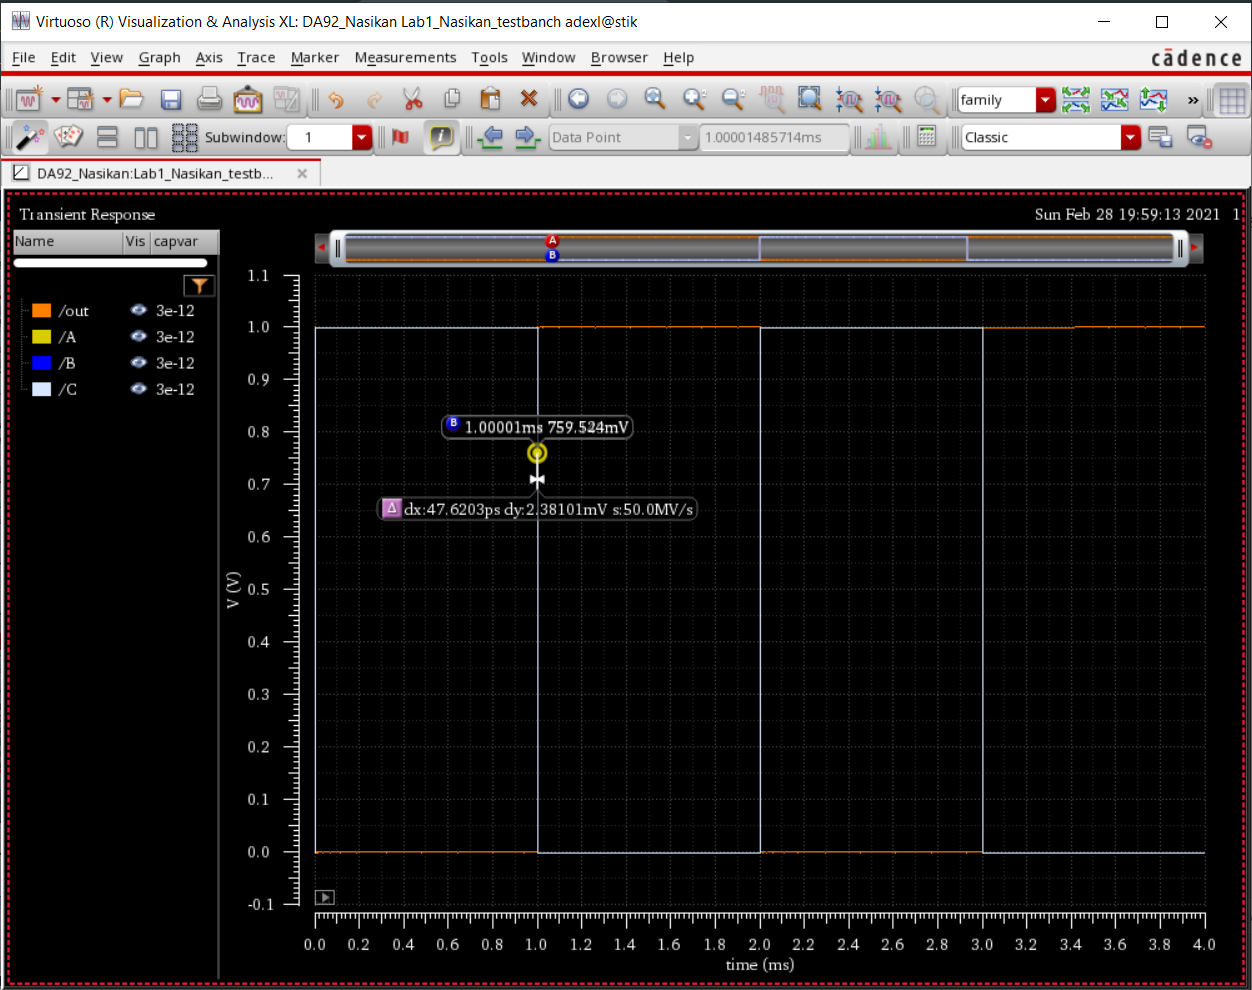 Virtuoso (R) Visualization & Analysis XL: DA92_Nasikan Lab1_Nasikan_testbanch adexl@stik
File Edit View Graph Axis Trace Marker Measurements Tools Window Browser Help
cādence
family
»
Subwindow: 1
Data Point
1.00001485714ms
Classic
DA92_Nasikan:Lab1_Nasikan_testb...
Transient Response
Sun Feb 28 19:59:13 2021 1
Name Vis capvar
/out 3e-12
/A 3e-12
/B 3e-12
/C 3e-12
A
B
1.1
1.0
0.9
0.8
0.7
0.6
0.5
0.4
0.3
0.2
0.1
0.0
-0.1
V (V)
B 1.00001ms 759.524mV
Δ dx:47.6203ps dy:2.38101mV s:50.0MV/s
0.0 0.2 0.4 0.6 0.8 1.0 1.2 1.4 1.6 1.8 2.0 2.2 2.4 2.6 2.8 3.0 3.2 3.4 3.6 3.8 4.0
time (ms)